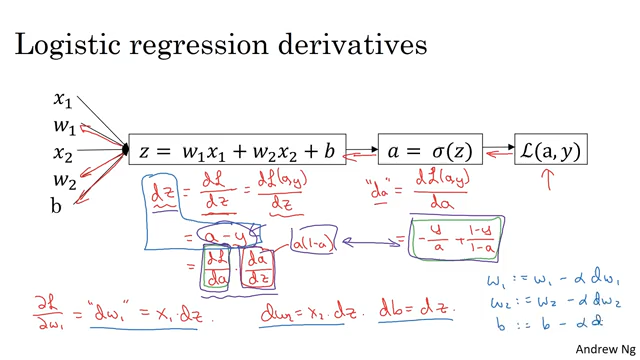 Logistic regression derivatives
x₁
w₁
x₂
w₂
b
z = w₁x₁ + w₂x₂ + b
a = σ(z)
ℒ(a, y)
dz = dℒ/dz = dℒ(a,y)/dz
"da" = dℒ(a,y)/da
= a - y
= dℒ/da · da/dz
a(1-a)
= -y/a + 1-y/1-a
∂ℒ/∂w₁ = "dw₁" = x₁ · dz.
dw₂ = x₂ · dz.
db = dz.
w₁ := w₁ - α dw₁
w₂ := w₂ - α dw₂
b := b - α d
Andrew Ng